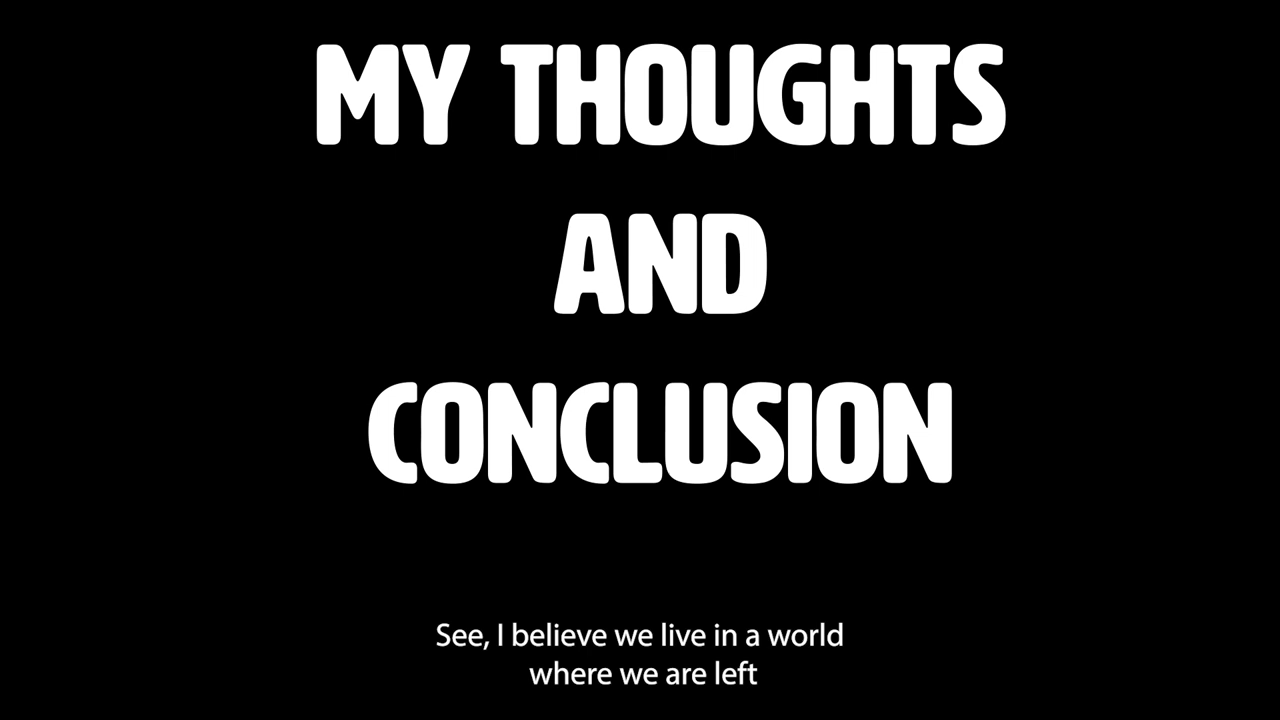 MY THOUGHTS
AND
CONCLUSION
See, I believe we live in a world
where we are left